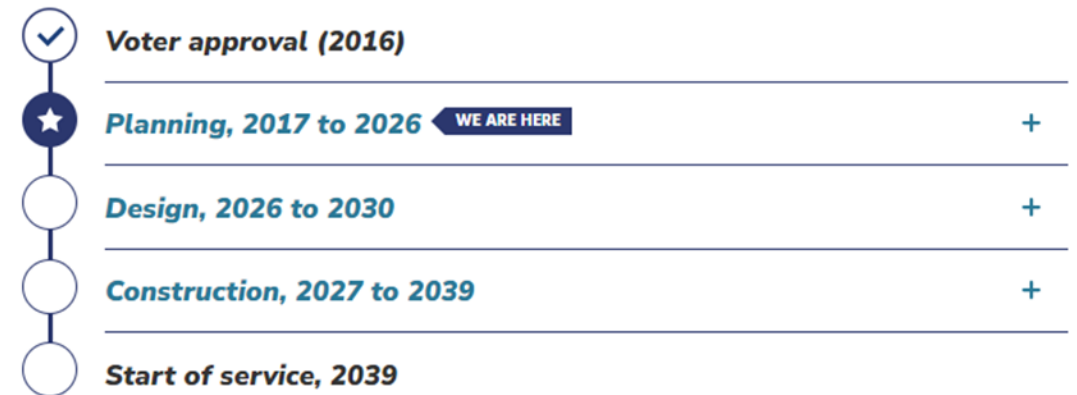 Voter approval (2016)
Planning, 2017 to 2026 WE ARE HERE +
Design, 2026 to 2030 +
Construction, 2027 to 2039 +
Start of service, 2039